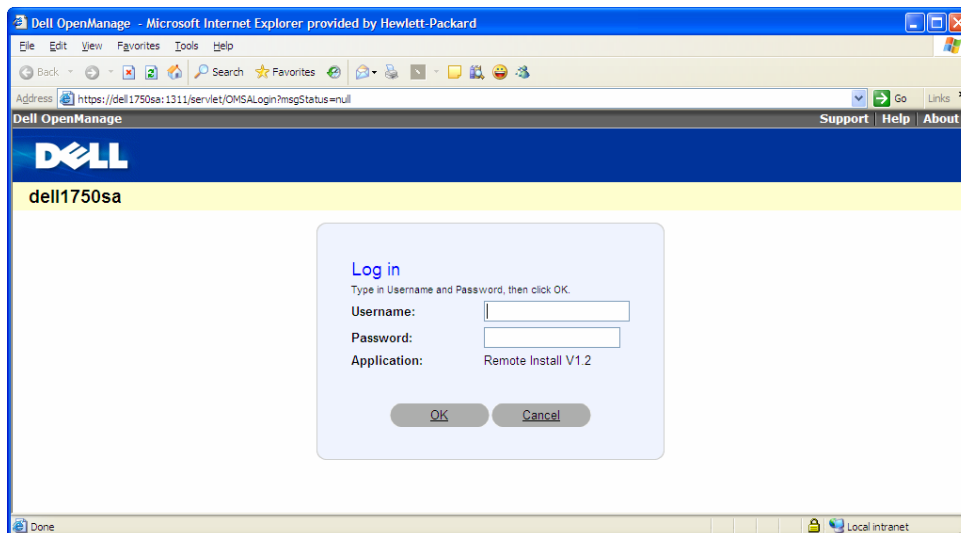 Dell OpenManage - Microsoft Internet Explorer provided by Hewlett-Packard
File Edit View Favorites Tools Help
Back Search Favorites
Address https://dell1750sa:1311/servlet/OMSALogin?msgStatus=null Go Links
Dell OpenManage Support Help About
DELL
dell1750sa
Log in
Type in Username and Password, then click OK.
Username:
Password:
Application: Remote Install V1.2
OK Cancel
Done Local intranet